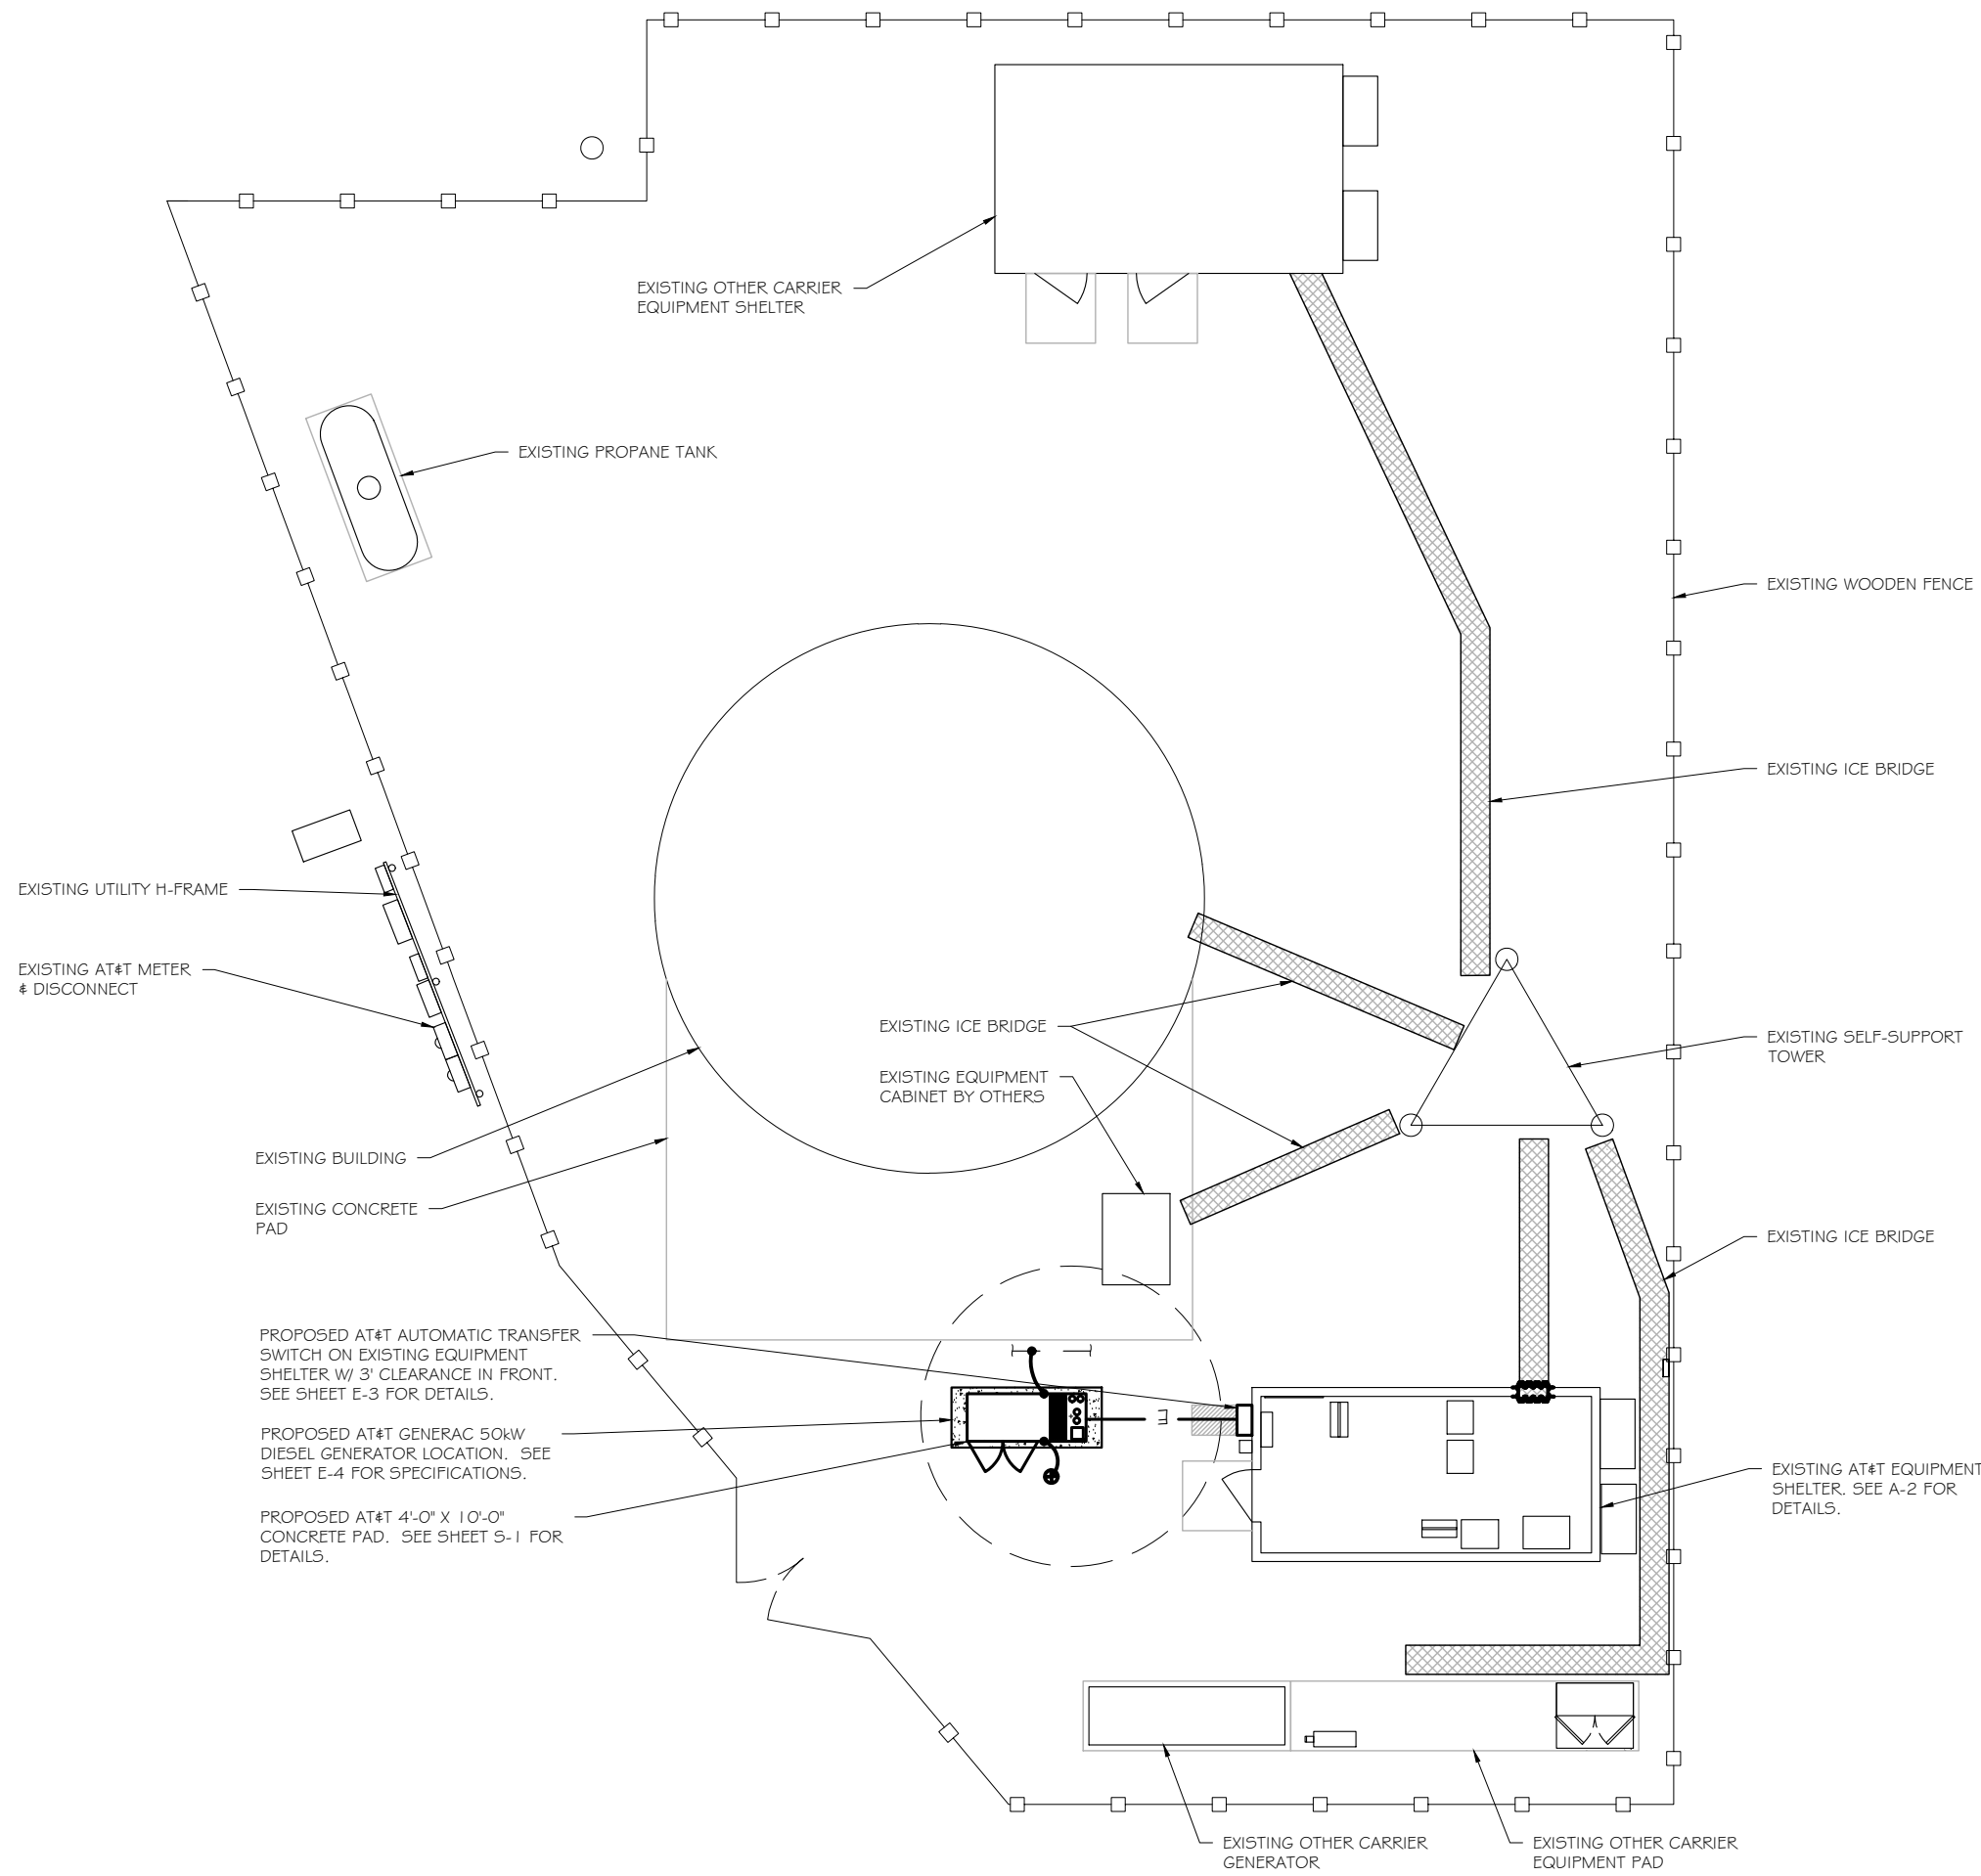 EXISTING OTHER CARRIER
EQUIPMENT SHELTER
EXISTING PROPANE TANK
EXISTING WOODEN FENCE
EXISTING ICE BRIDGE
EXISTING UTILITY H-FRAME
EXISTING AT&T METER
& DISCONNECT
EXISTING ICE BRIDGE
EXISTING EQUIPMENT
CABINET BY OTHERS
EXISTING SELF-SUPPORT
TOWER
EXISTING BUILDING
EXISTING CONCRETE
PAD
EXISTING ICE BRIDGE
PROPOSED AT&T AUTOMATIC TRANSFER
SWITCH ON EXISTING EQUIPMENT
SHELTER W/ 3' CLEARANCE IN FRONT.
SEE SHEET E-3 FOR DETAILS.
PROPOSED AT&T GENERAC 50kW
DIESEL GENERATOR LOCATION. SEE
SHEET E-4 FOR SPECIFICATIONS.
PROPOSED AT&T 4'-0" X 10'-0"
CONCRETE PAD. SEE SHEET S-1 FOR
DETAILS.
EXISTING AT&T EQUIPMENT
SHELTER. SEE A-2 FOR
DETAILS.
EXISTING OTHER CARRIER
GENERATOR
EXISTING OTHER CARRIER
EQUIPMENT PAD